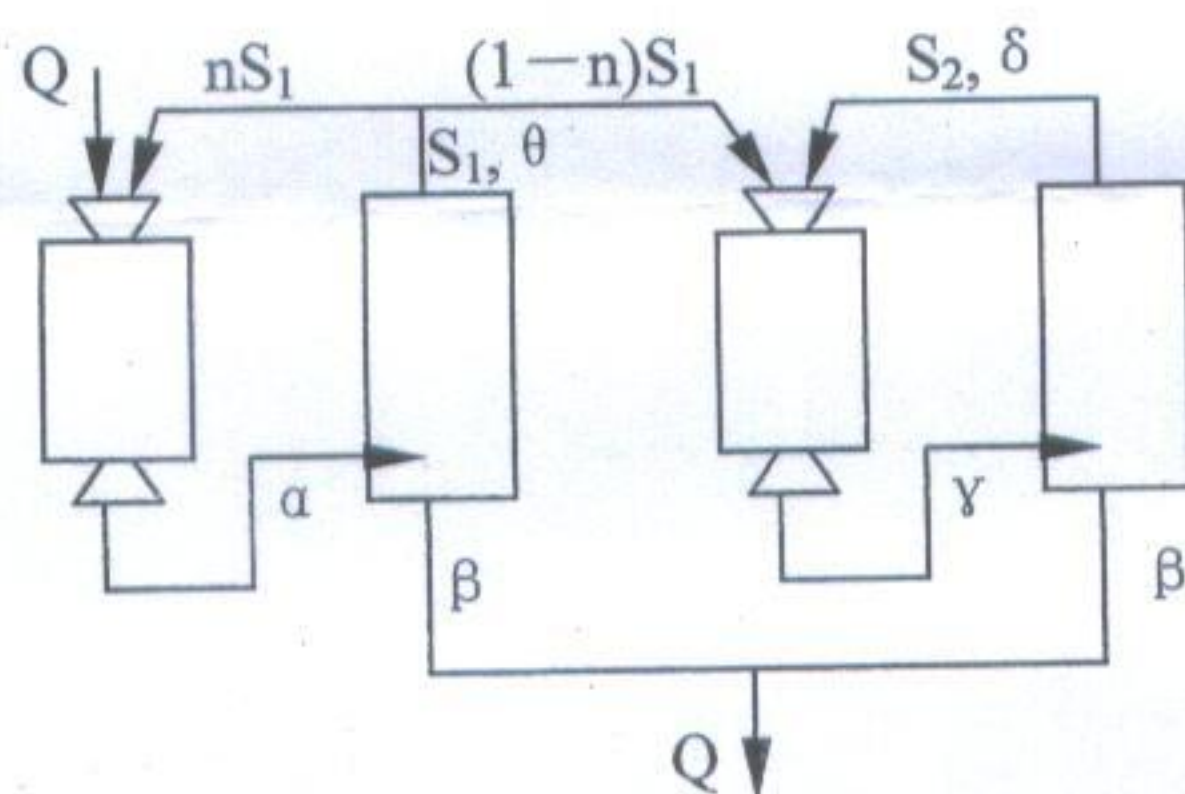 Q nS₁ (1—n)S₁ S₂, δ
S₁, θ
α γ
β β
Q